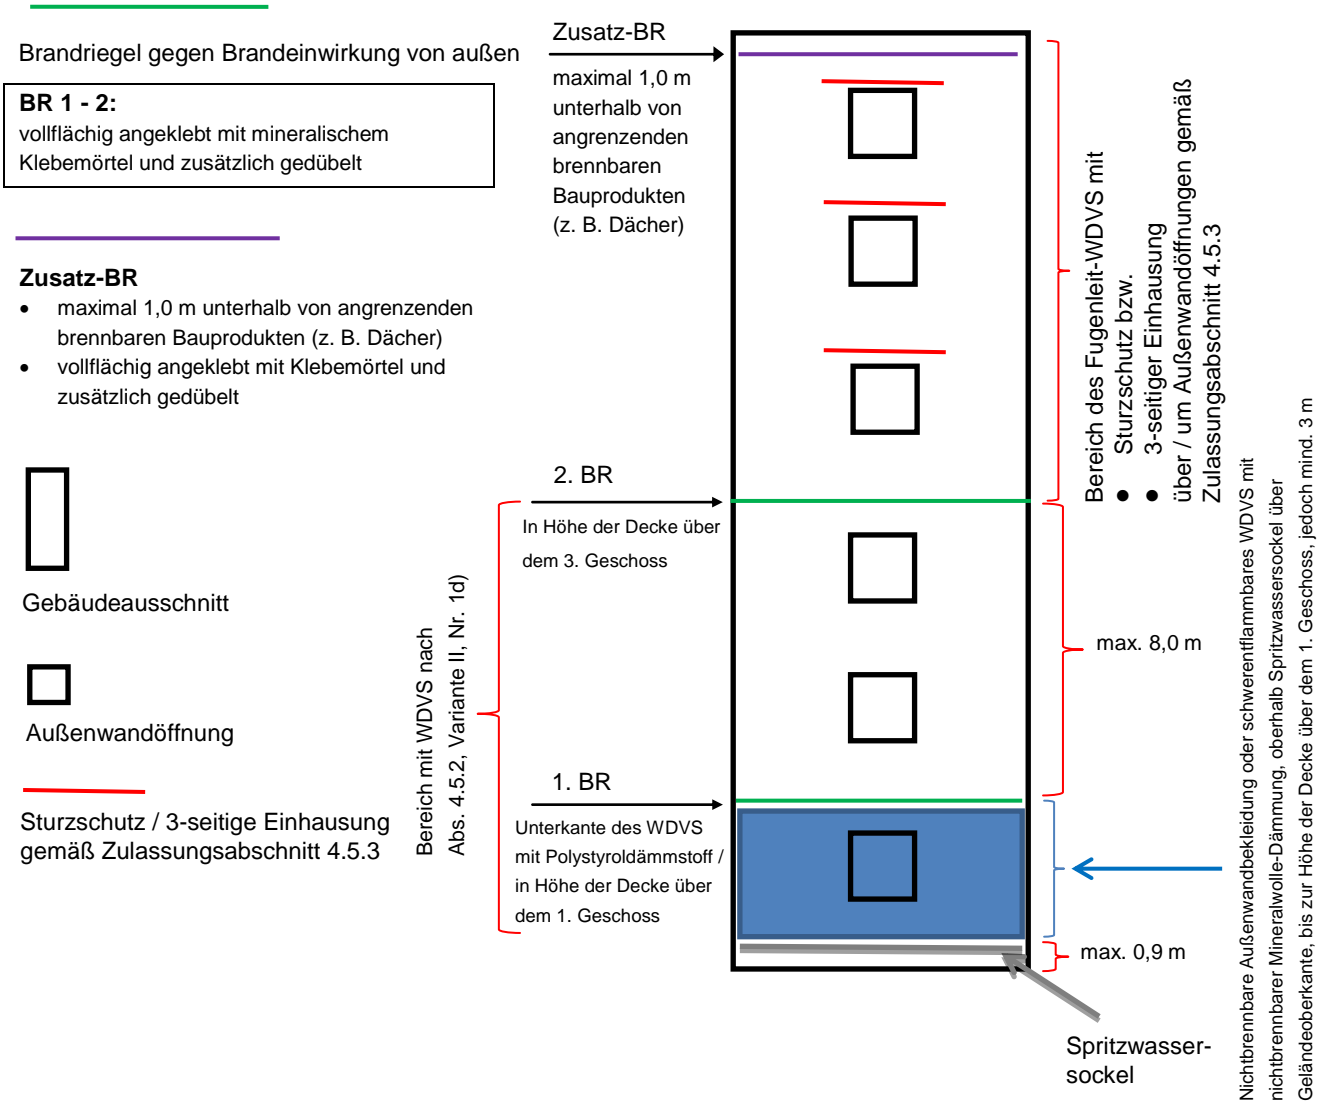 Brandriegel gegen Brandeinwirkung von außen
BR 1 - 2:
vollflächig angeklebt mit mineralischem
Klebemörtel und zusätzlich gedübelt
Zusatz-BR
• maximal 1,0 m unterhalb von angrenzenden
brennbaren Bauprodukten (z. B. Dächer)
• vollflächig angeklebt mit Klebemörtel und
zusätzlich gedübelt
Gebäudeausschnitt
Außenwandöffnung
Sturzschutz / 3-seitige Einhausung
gemäß Zulassungsabschnitt 4.5.3
Bereich mit WDVS nach
Abs. 4.5.2, Variante II, Nr. 1d)
Zusatz-BR
maximal 1,0 m
unterhalb von
angrenzenden
brennbaren
Bauprodukten
(z. B. Dächer)
2. BR
In Höhe der Decke über
dem 3. Geschoss
1. BR
Unterkante des WDVS
mit Polystyroldämmstoff /
in Höhe der Decke über
dem 1. Geschoss
Bereich des Fugenleit-WDVS mit
● Sturzschutz bzw.
● 3-seitiger Einhausung
über / um Außenwandöffnungen gemäß
Zulassungsabschnitt 4.5.3
max. 8,0 m
max. 0,9 m
Spritzwasser-
sockel
Nichtbrennbare Außenwandbekleidung oder schwerentflammbares WDVS mit
nichtbrennbarer Mineralwolle-Dämmung, oberhalb Spritzwassersockel über
Geländeoberkante, bis zur Höhe der Decke über dem 1. Geschoss, jedoch mind. 3 m